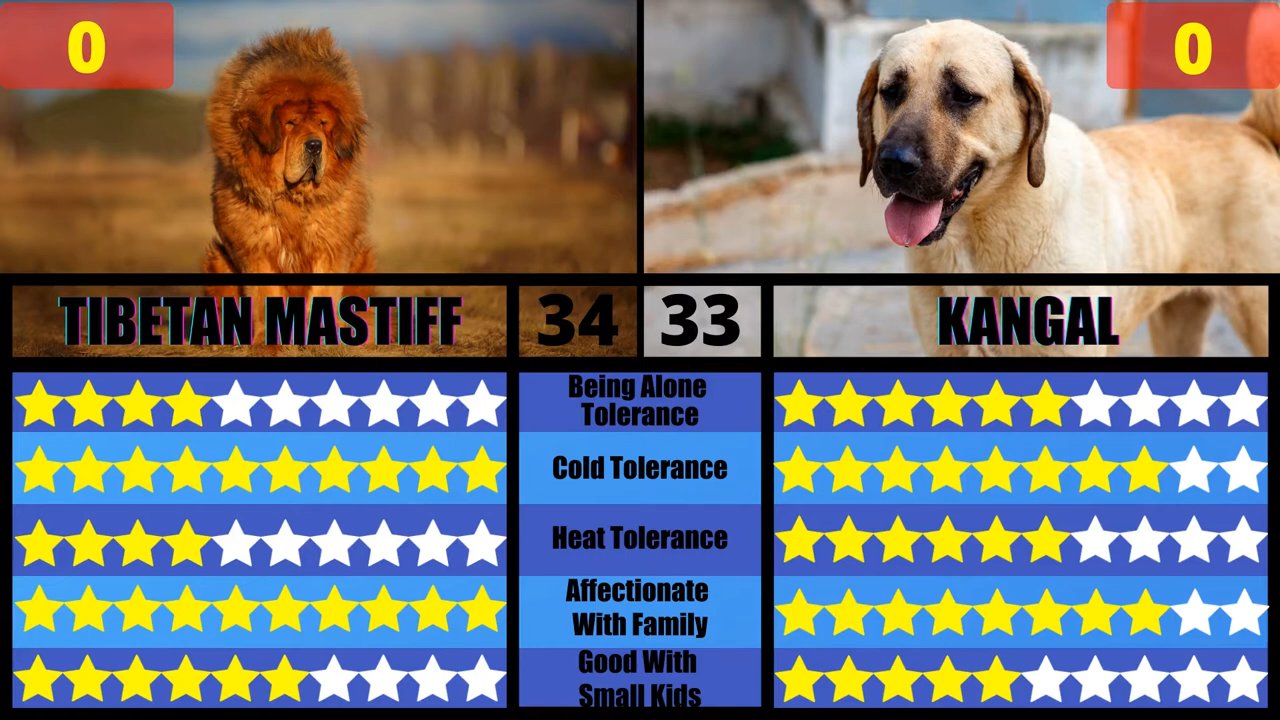 0
0
TIBETAN MASTIFF
34
33
KANGAL
Being Alone
Tolerance
Cold Tolerance
Heat Tolerance
Affectionate
With Family
Good With
Small Kids